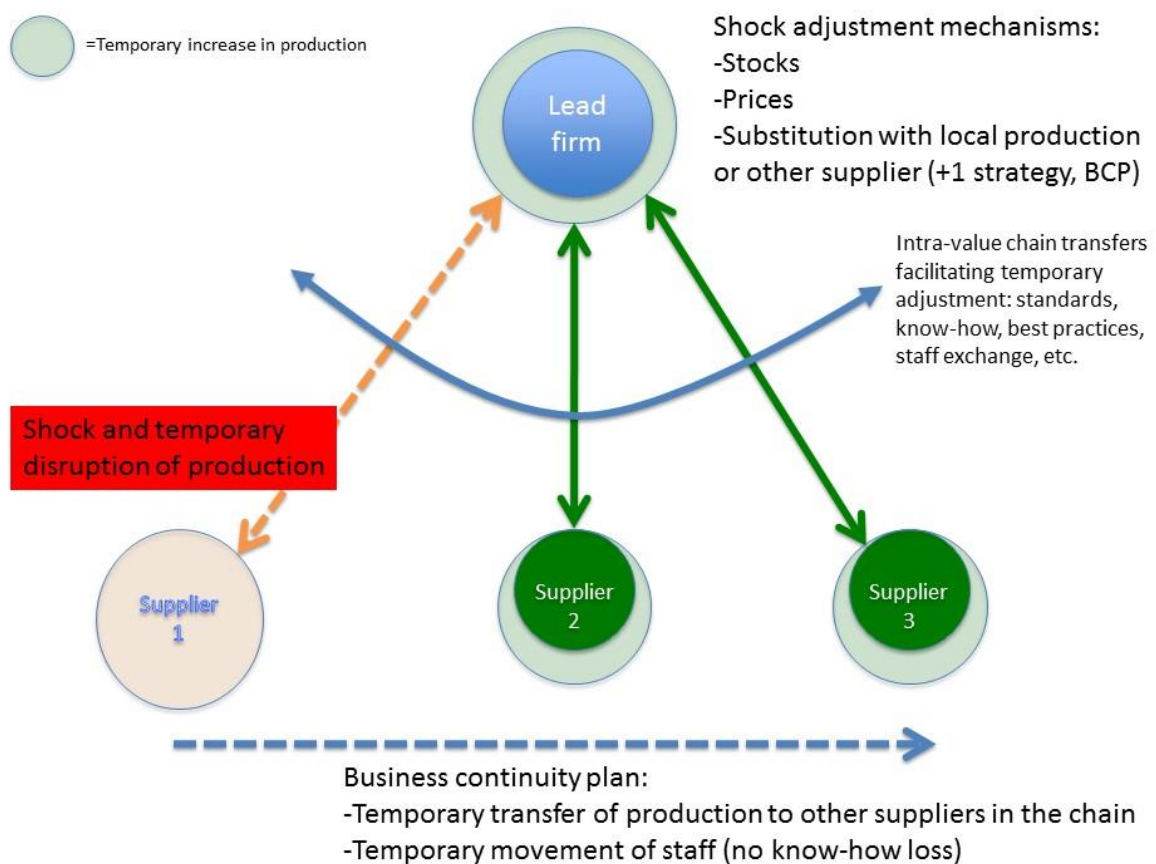 =Temporary increase in production
Shock adjustment mechanisms:
-Stocks
-Prices
-Substitution with local production
or other supplier (+1 strategy, BCP)
Lead
firm
Intra-value chain transfers
facilitating temporary
adjustment: standards,
know-how, best practices,
staff exchange, etc.
Shock and temporary
disruption of production
Supplier
1
Supplier
2
Supplier
3
Business continuity plan:
-Temporary transfer of production to other suppliers in the chain
-Temporary movement of staff (no know-how loss)